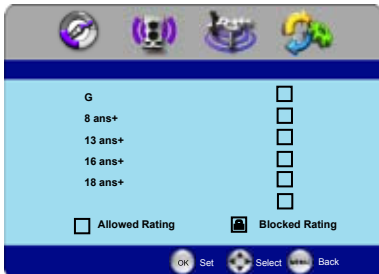 G
8 ans+
13 ans+
16 ans+
18 ans+
Allowed Rating Blocked Rating
OK Set Select MENU Back